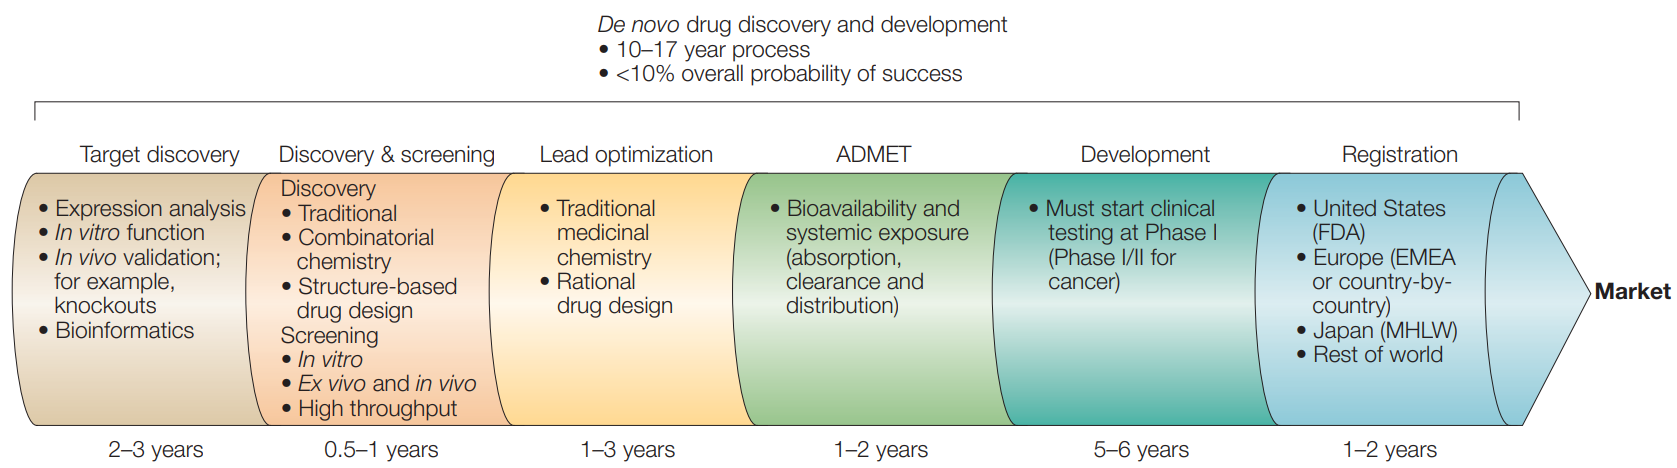 De novo drug discovery and development
• 10–17 year process
• <10% overall probability of success
Target discovery
• Expression analysis
• In vitro function
• In vivo validation;
for example,
knockouts
• Bioinformatics
2–3 years
Discovery & screening
Discovery
• Traditional
• Combinatorial
chemistry
• Structure-based
drug design
Screening
• In vitro
• Ex vivo and in vivo
• High throughput
0.5–1 years
Lead optimization
• Traditional
medicinal
chemistry
• Rational
drug design
1–3 years
ADMET
• Bioavailability and
systemic exposure
(absorption,
clearance and
distribution)
1–2 years
Development
• Must start clinical
testing at Phase I
(Phase I/II for
cancer)
5–6 years
Registration
• United States
(FDA)
• Europe (EMEA
or country-by-
country)
• Japan (MHLW)
• Rest of world
1–2 years
Market